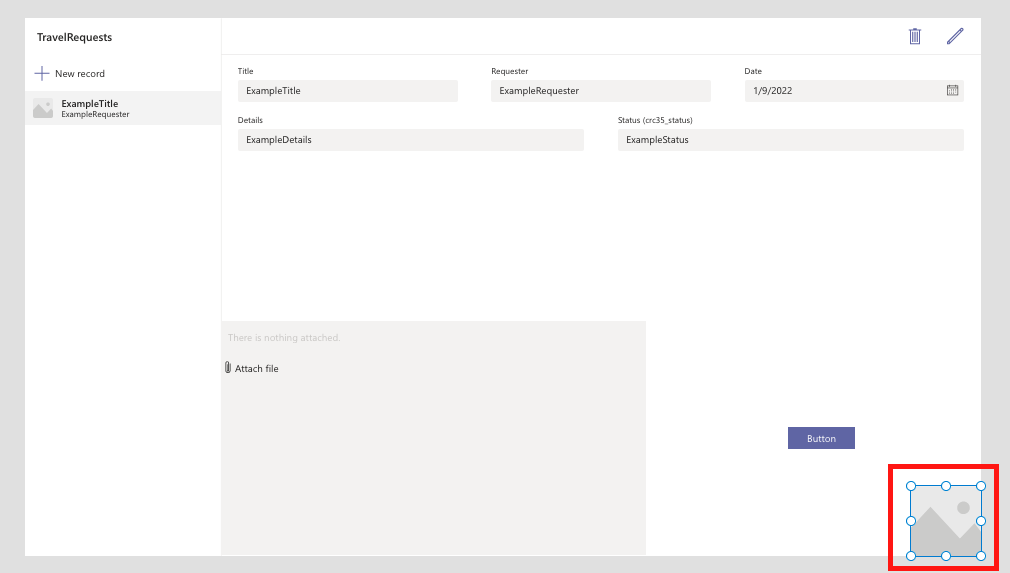 TravelRequests
New record
ExampleTitle
ExampleRequester
Title
ExampleTitle
Requester
ExampleRequester
Date
1/9/2022
Details
ExampleDetails
Status (crc35_status)
ExampleStatus
There is nothing attached.
Attach file
Button